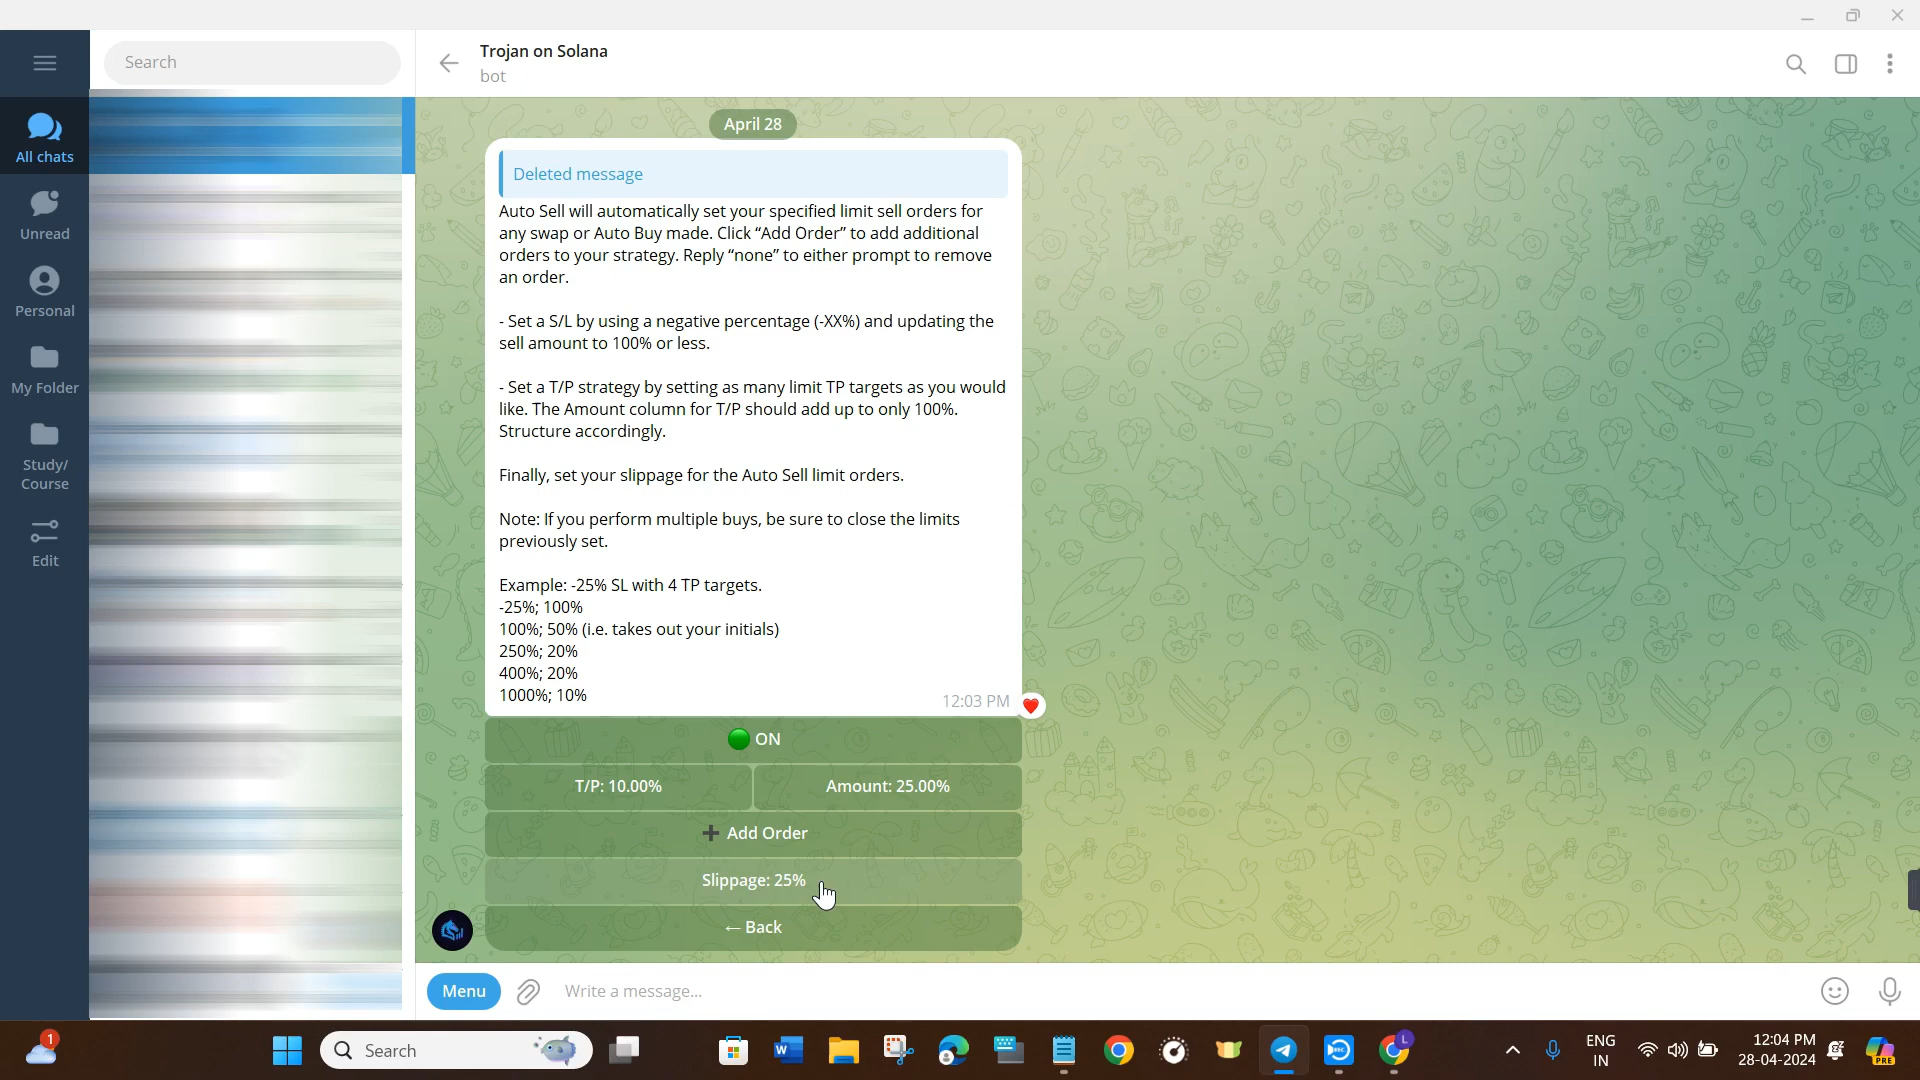 Search
Trojan on Solana
bot
All chats
Unread
Personal
My Folder
Study/
Course
Edit
April 28
Deleted message
Auto Sell will automatically set your specified limit sell orders for
any swap or Auto Buy made. Click “Add Order” to add additional
orders to your strategy. Reply “none” to either prompt to remove
an order.
- Set a S/L by using a negative percentage (-XX%) and updating the
sell amount to 100% or less.
- Set a T/P strategy by setting as many limit TP targets as you would
like. The Amount column for T/P should add up to only 100%.
Structure accordingly.
Finally, set your slippage for the Auto Sell limit orders.
Note: If you perform multiple buys, be sure to close the limits
previously set.
Example: -25% SL with 4 TP targets.
-25%; 100%
100%; 50% (i.e. takes out your initials)
250%; 20%
400%; 20%
1000%; 10%
12:03 PM
ON
T/P: 10.00%
Amount: 25.00%
Add Order
Slippage: 25%
← Back
Menu
Write a message...
1
Search
W
REC
L
ENG
IN
12:04 PM
28-04-2024
PRE